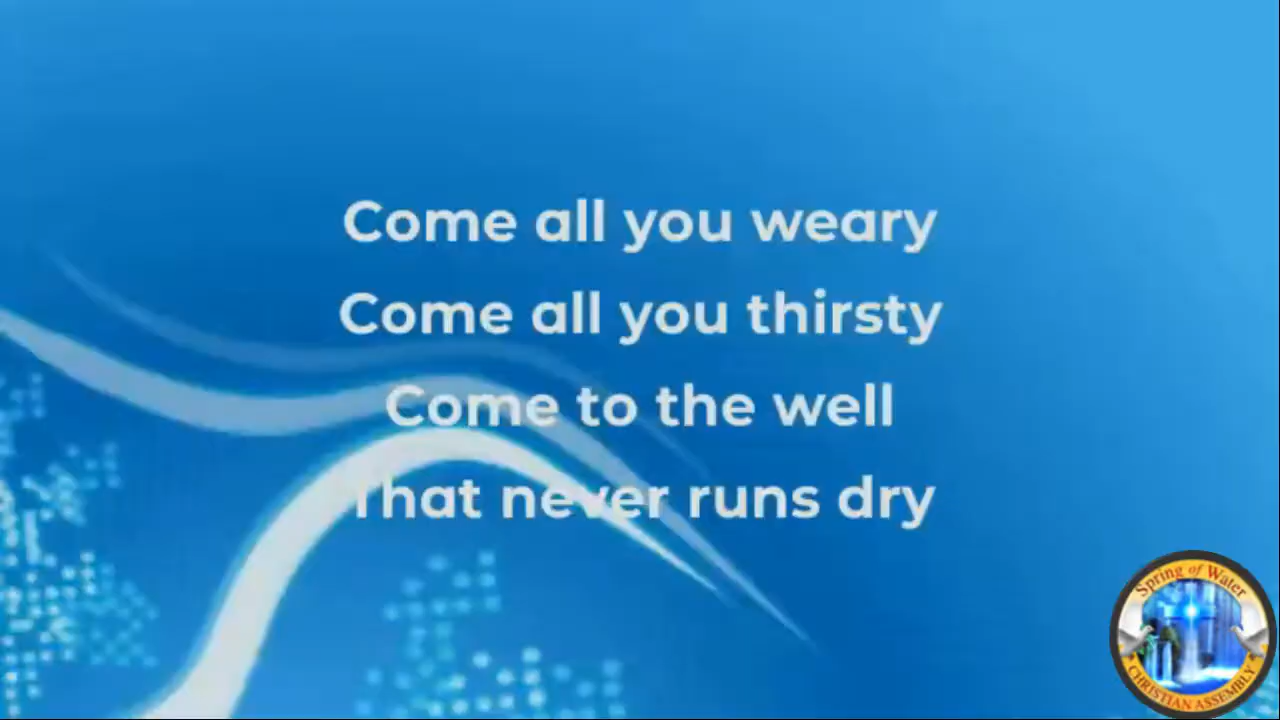 Come all you weary
Come all you thirsty
Come to the well
That never runs dry
Spring of Water
CHRISTIAN ASSEMBLY